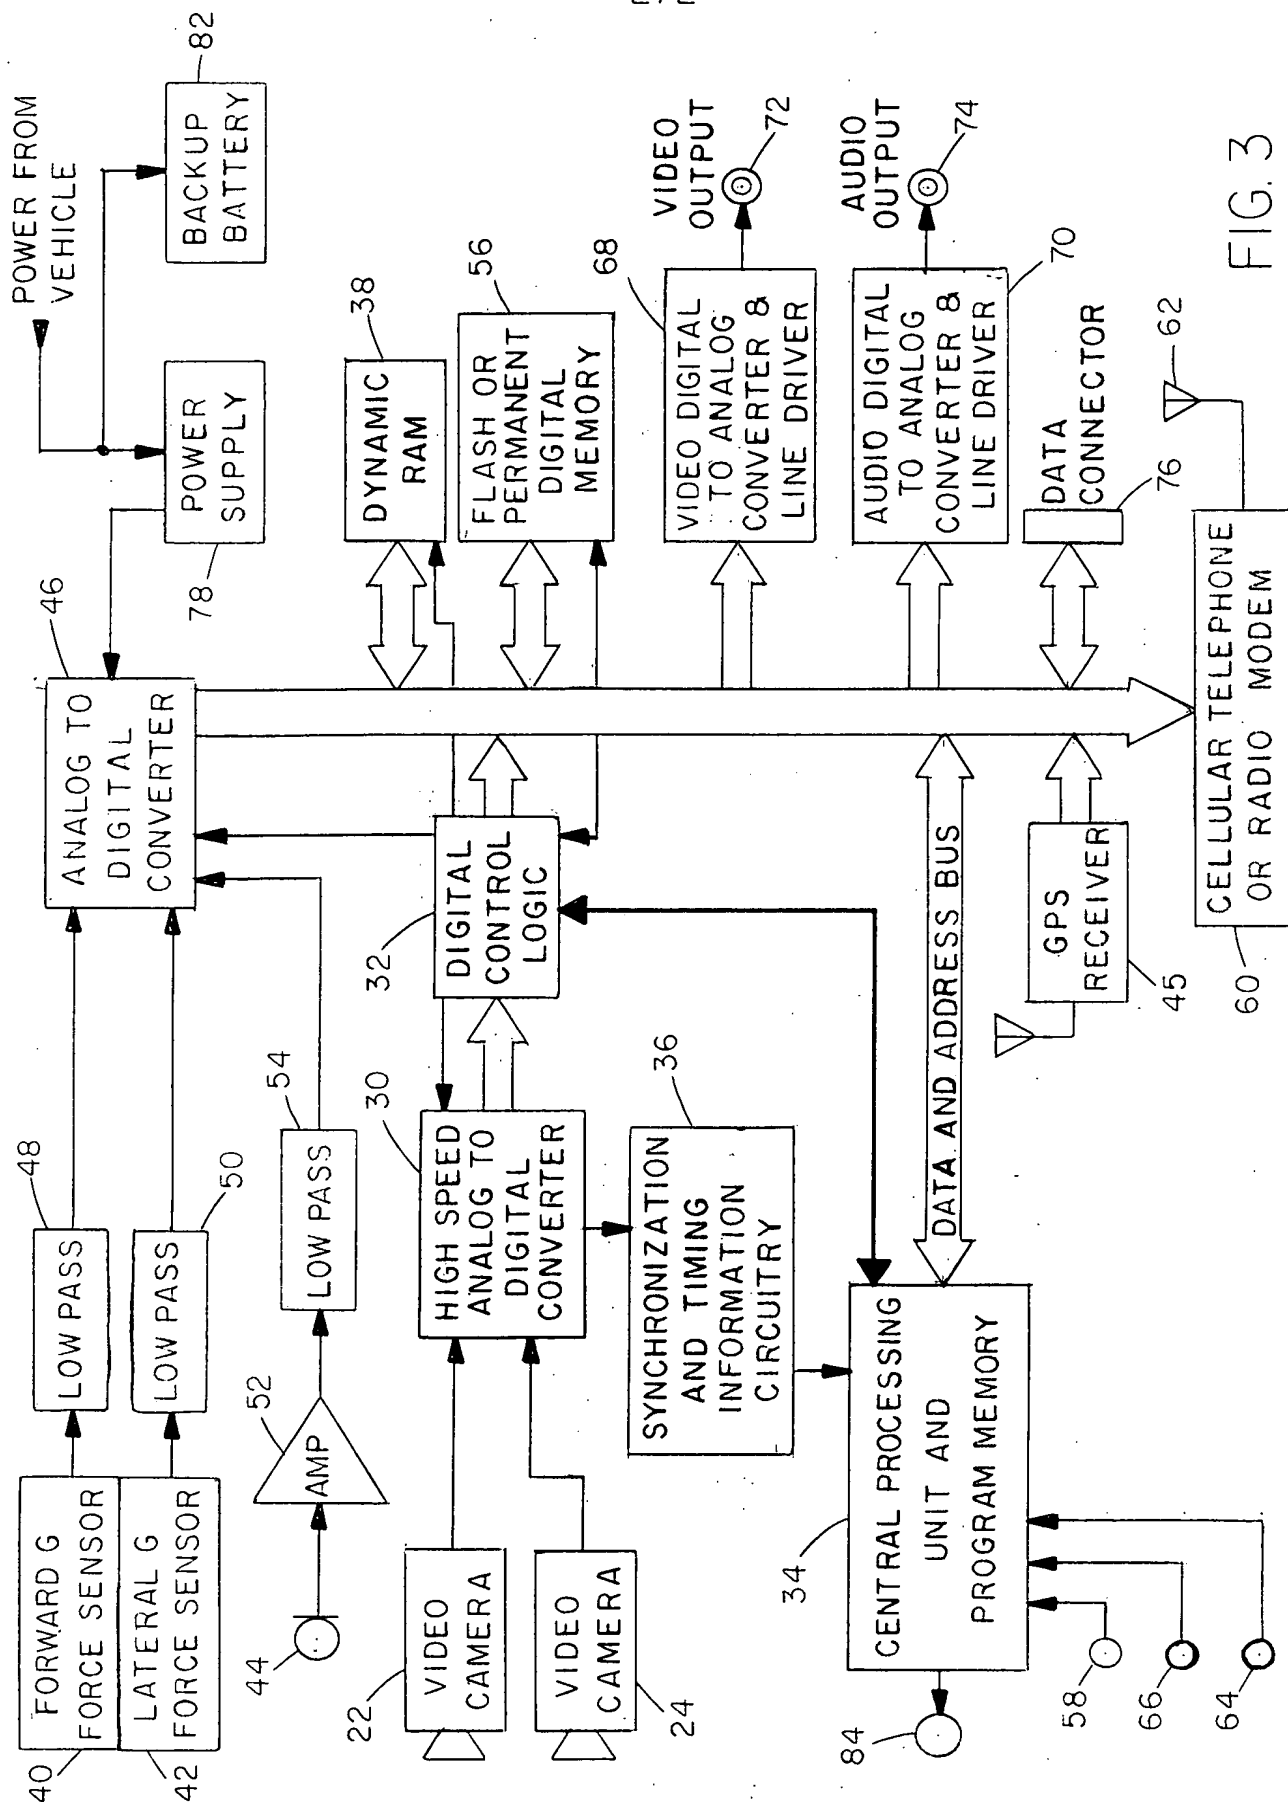 POWER FROM
VEHICLE
82
BACKUP
BATTERY
POWER
SUPPLY
78
46
ANALOG TO
DIGITAL
CONVERTER
48
LOW PASS
50
LOW PASS
FORWARD G
FORCE SENSOR
40
LATERAL G
FORCE SENSOR
42
54
LOW PASS
52
AMP
44
38
DYNAMIC
RAM
56
FLASH OR
PERMANENT
DIGITAL
MEMORY
32
DIGITAL
CONTROL
LOGIC
30
HIGH SPEED
ANALOG TO
DIGITAL
CONVERTER
22
VIDEO
CAMERA
VIDEO
CAMERA
24
36
SYNCHRONIZATION
AND TIMING
INFORMATION
CIRCUITRY
68
VIDEO DIGITAL
TO ANALOG
CONVERTER &
LINE DRIVER
VIDEO
OUTPUT
72
AUDIO DIGITAL
TO ANALOG
CONVERTER &
LINE DRIVER
70
AUDIO
OUTPUT
74
34
CENTRAL PROCESSING
UNIT AND
PROGRAM MEMORY
DATA AND ADDRESS BUS
DATA
CONNECTOR
76
GPS
RECEIVER
45
84
58
66
64
62
CELLULAR TELEPHONE
OR RADIO MODEM
60
FIG. 3